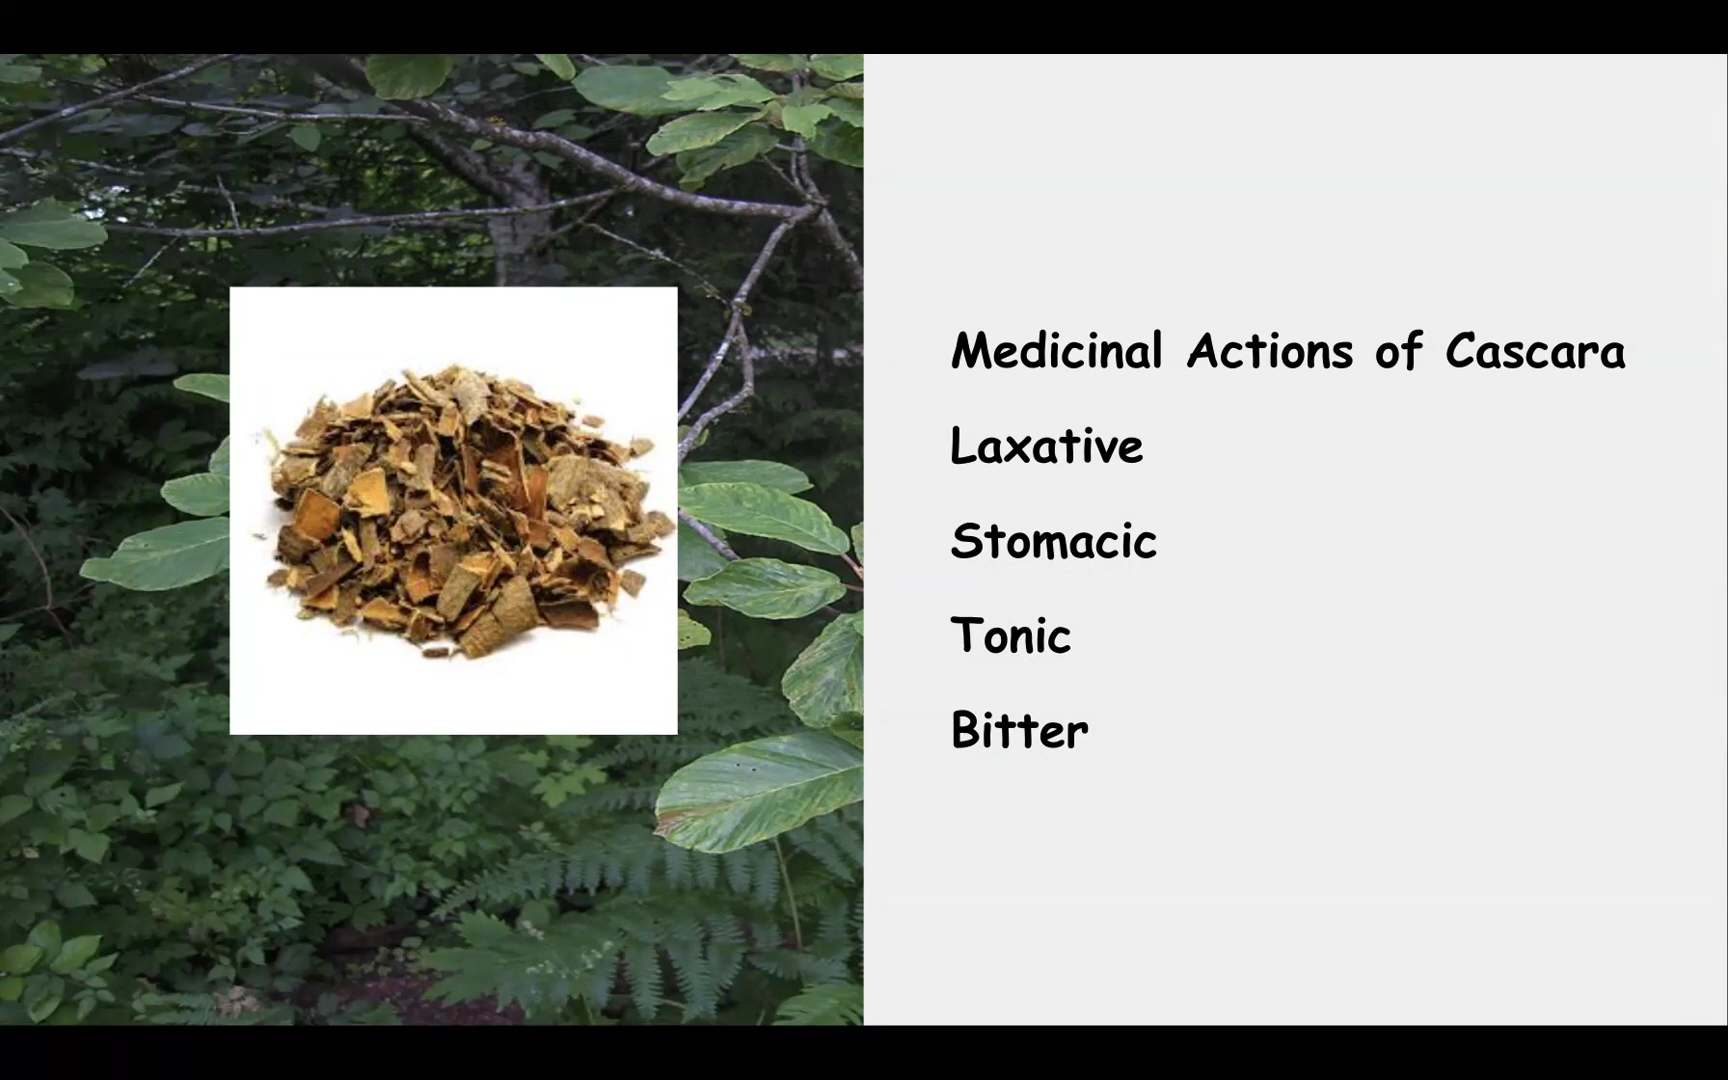 Medicinal Actions of Cascara
Laxative
Stomacic
Tonic
Bitter